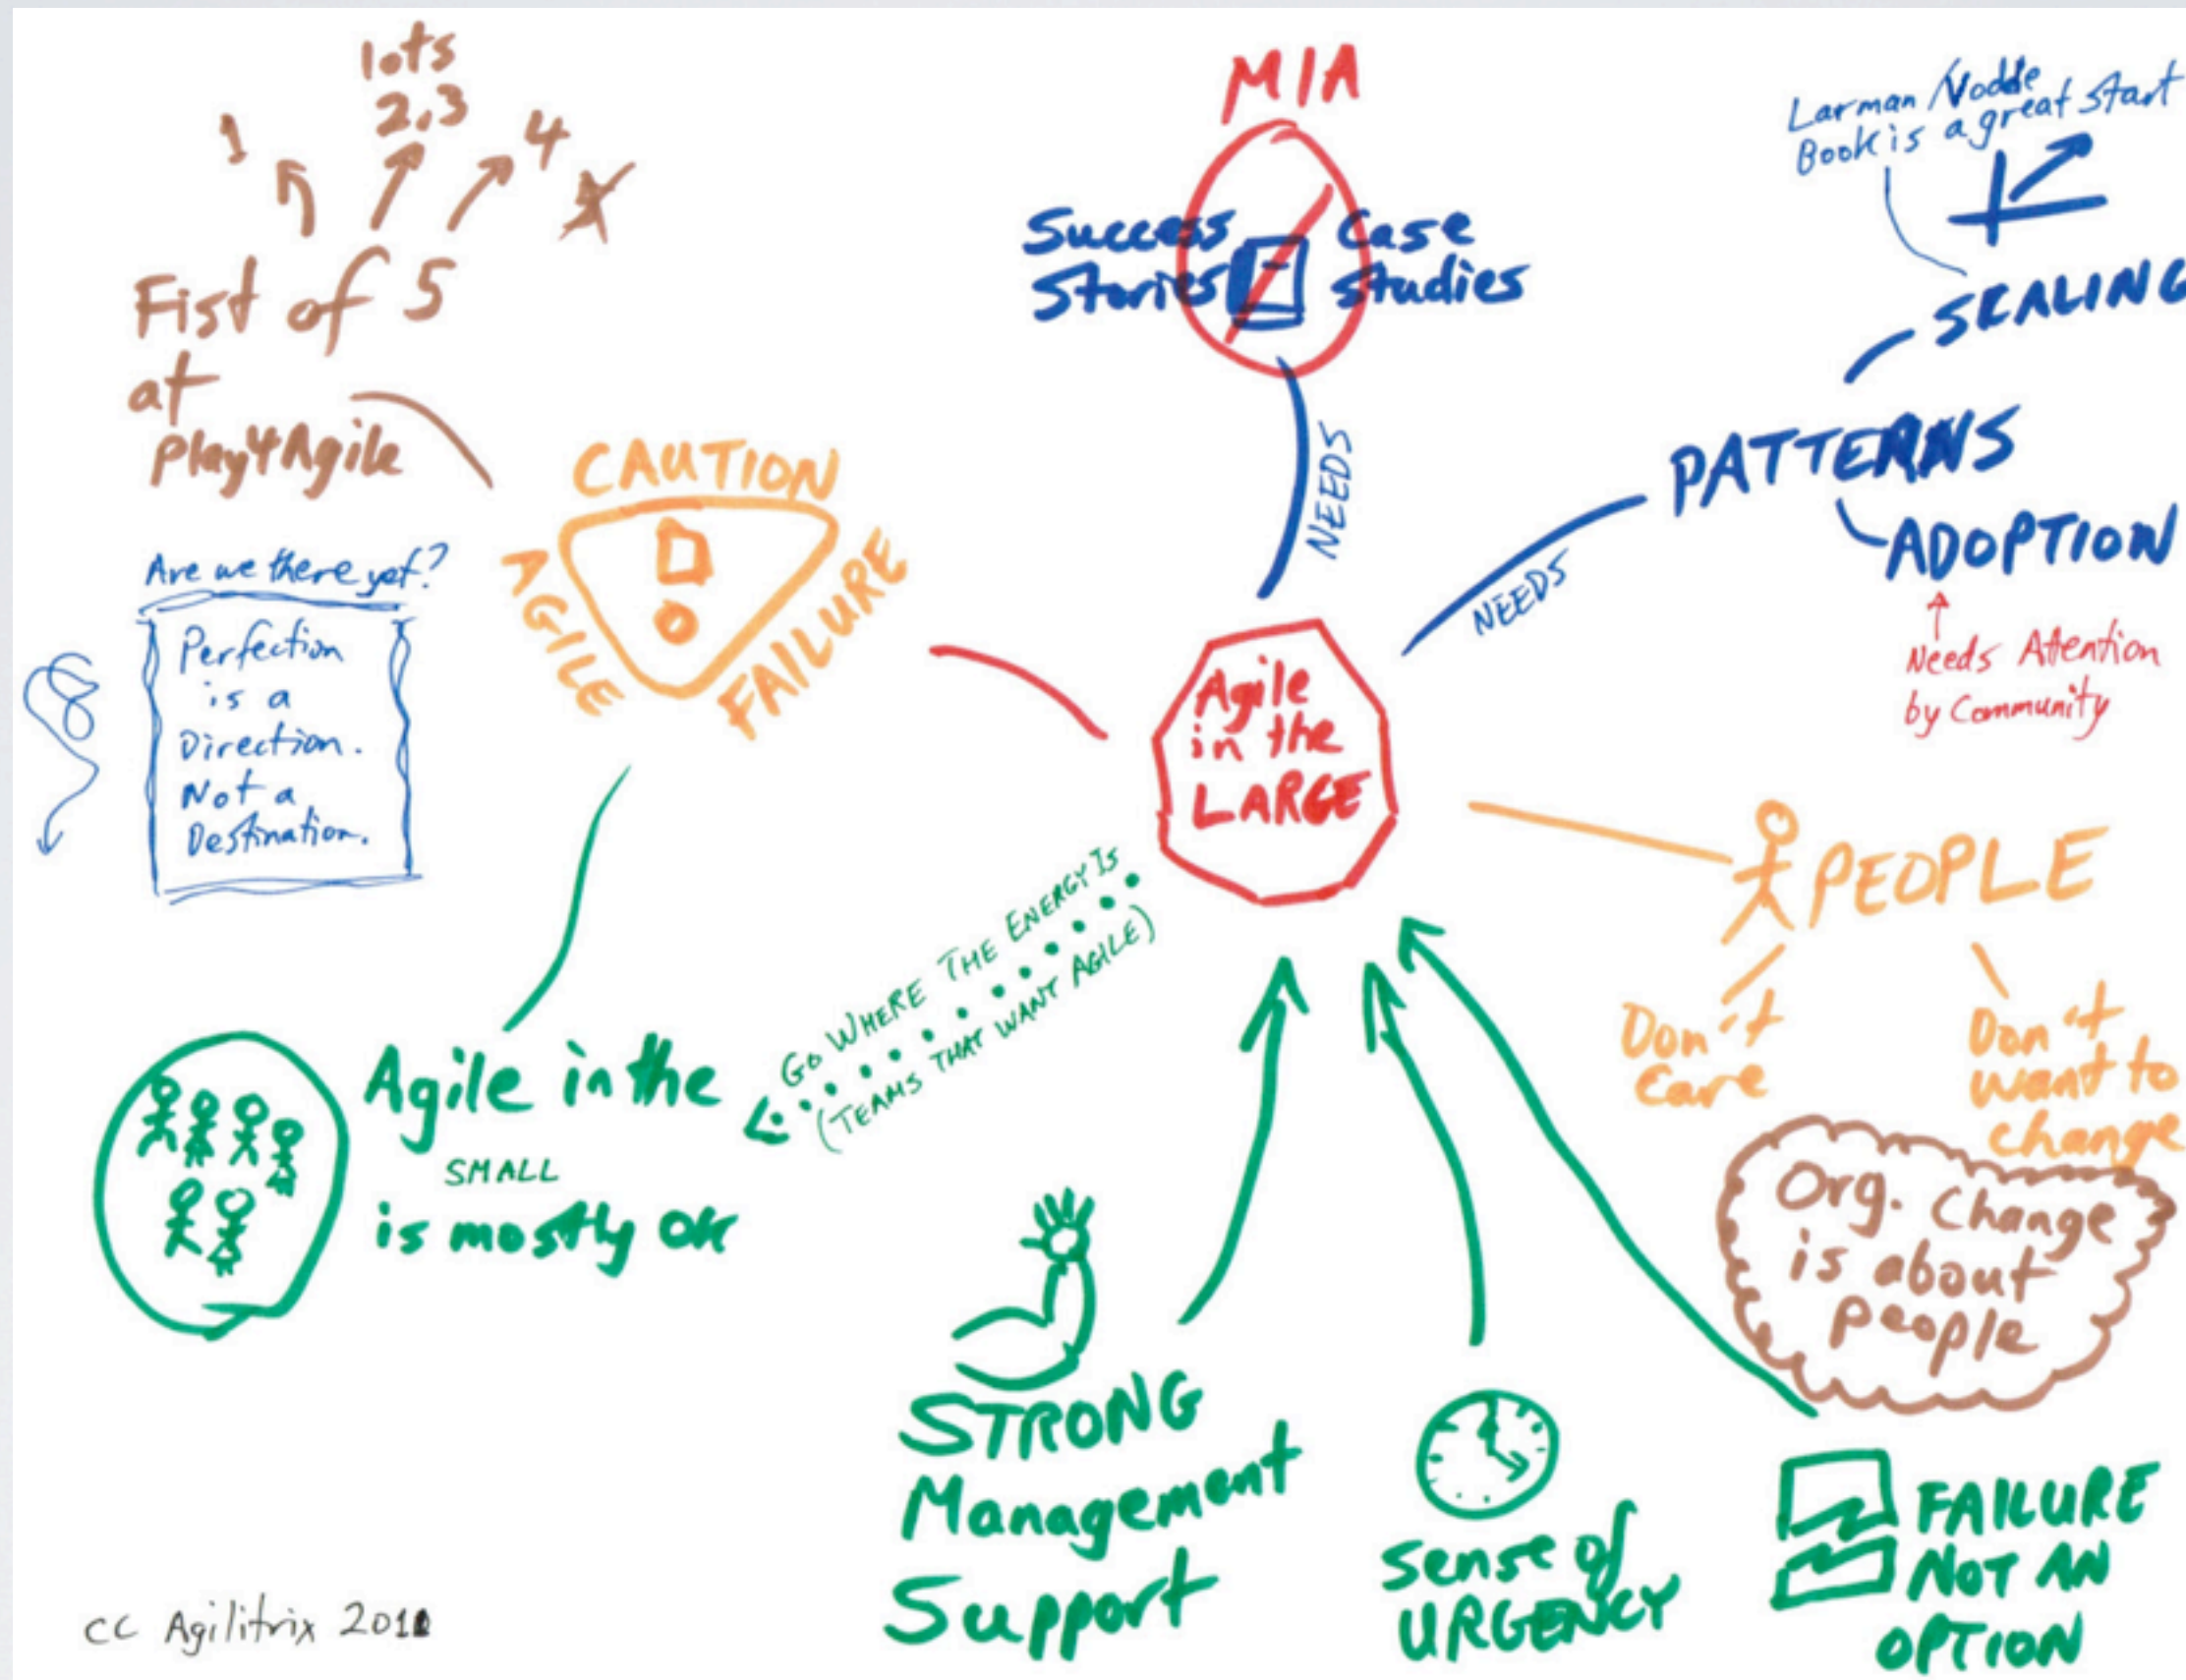 lots
2,3
1
4
Fist of 5
at
Play4Agile
Are we there yet?
Perfection
is a
Direction.
Not a
Destination.
CAUTION
AGILE
FAILURE
MIA
Success
Stories
Case
Studies
NEEDS
Larman Vodde
Book is a great start
SCALING
PATTERNS
NEEDS
ADOPTION
Needs Attention
by Community
Agile
in the
LARGE
PEOPLE
Don't
Care
Don't
want to
change
Org. Change
is about
people
GO WHERE THE ENERGY IS
(TEAMS THAT WANT AGILE)
Agile in the
SMALL
is mostly OK
STRONG
Management
Support
Sense of
URGENCY
FAILURE
NOT AN
OPTION
CC Agilitrix 2011